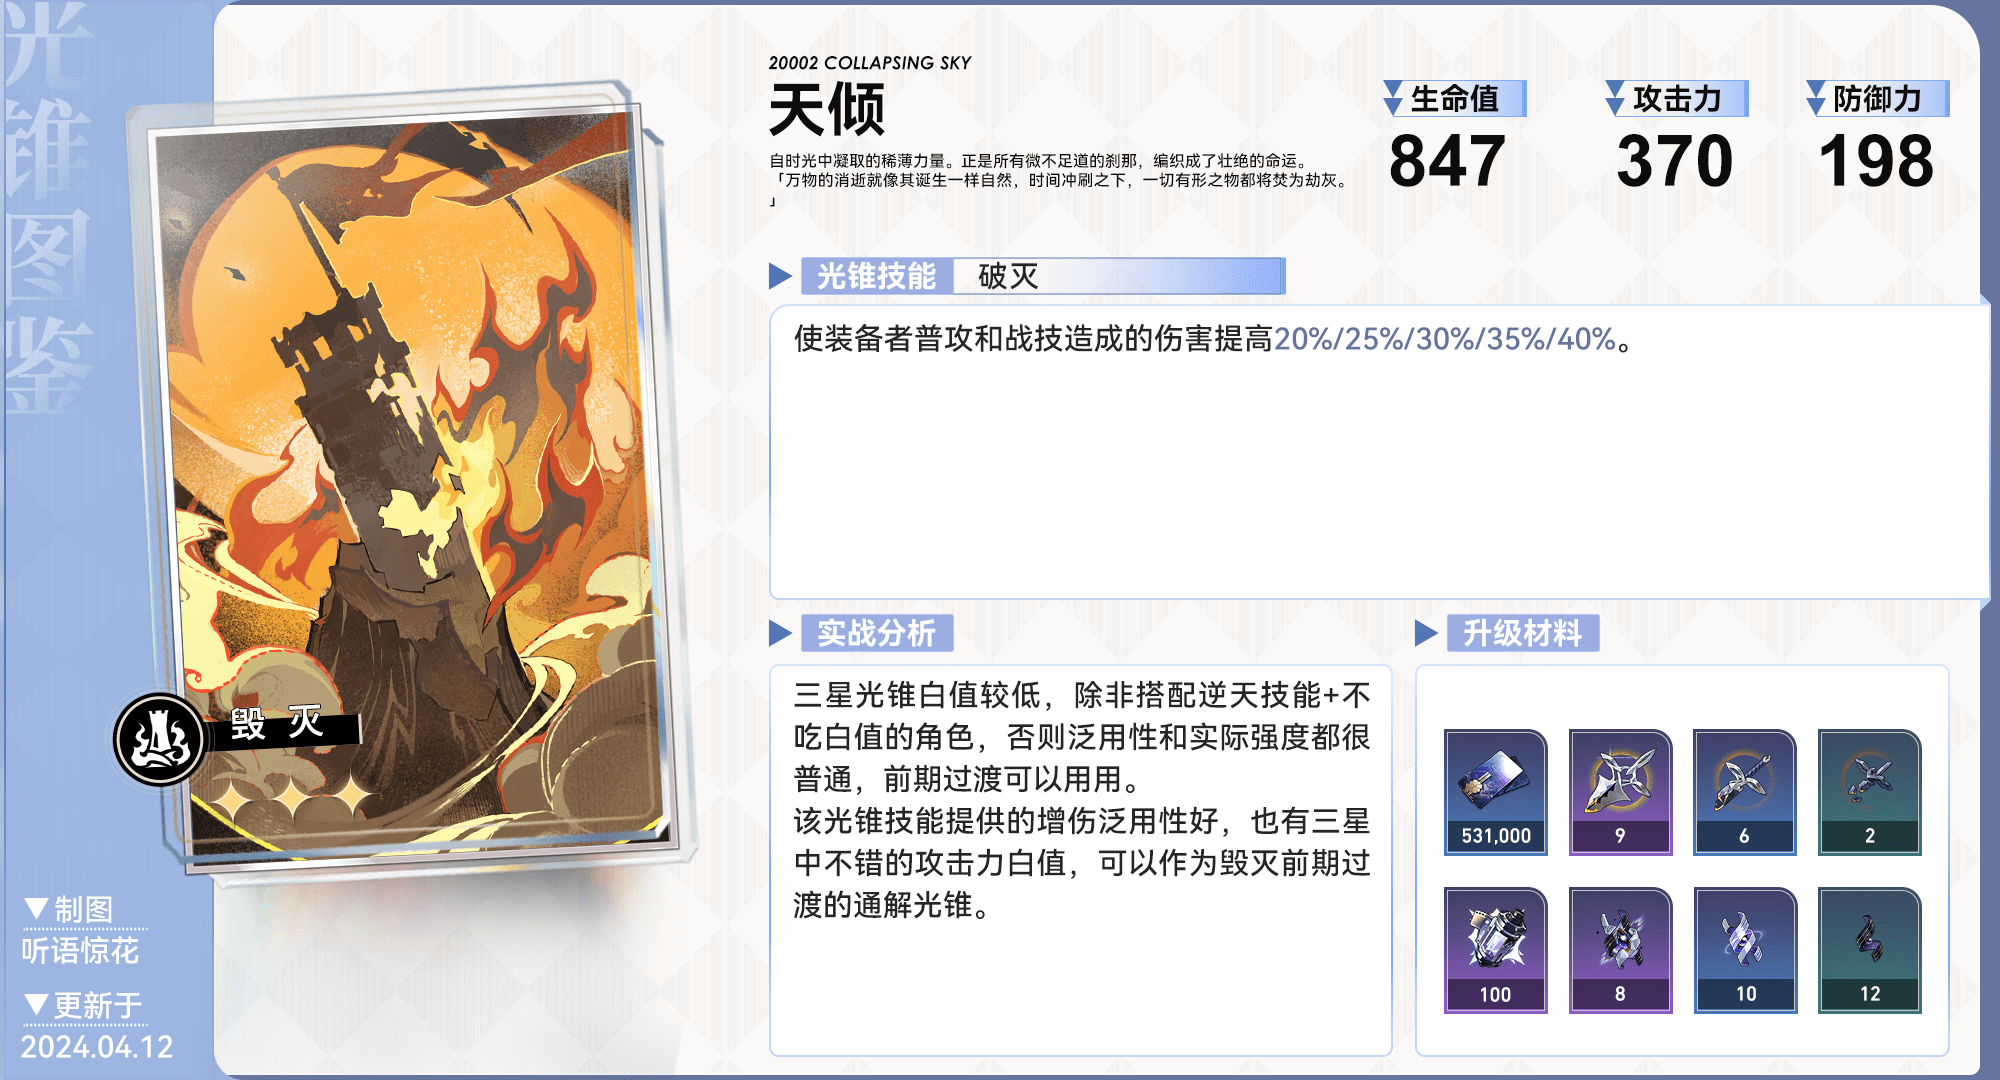 光锥图鉴
20002 COLLAPSING SKY
天倾
自时光中凝取的稀薄力量。正是所有微不足道的刹那，编织成了壮绝的命运。
「万物的消逝就像其诞生一样自然，时间冲刷之下，一切有形之物都将焚为劫灰。
」
生命值
847
攻击力
370
防御力
198
光锥技能
破灭
使装备者普攻和战技造成的伤害提高20%/25%/30%/35%/40%。
毁灭
实战分析
三星光锥白值较低，除非搭配逆天技能+不
吃白值的角色，否则泛用性和实际强度都很
普通，前期过渡可以用用。
该光锥技能提供的增伤泛用性好，也有三星
中不错的攻击力白值，可以作为毁灭前期过
渡的通解光锥。
升级材料
531,000
9
6
2
100
8
10
12
▼制图
听语惊花
▼更新于
2024.04.12